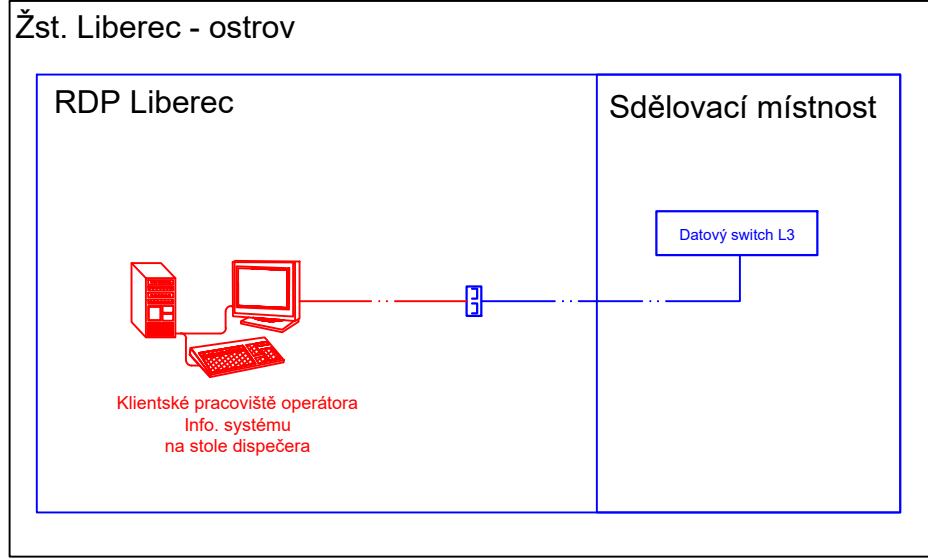 Žst. Liberec - ostrov
RDP Liberec
Sdělovací místnost
Datový switch L3
Klientské pracoviště operátora
Info. systému
na stole dispečera